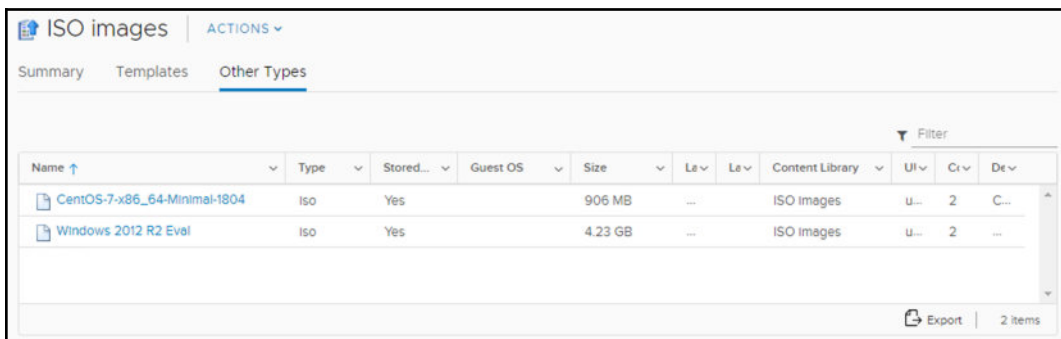 ISO images ACTIONS
Summary Templates Other Types
Filter
Name Type Stored... Guest OS Size La La Content Library UI Cr De
CentOS-7-x86_64-Minimal-1804 Iso Yes 906 MB ... ISO Images u... 2 C...
Windows 2012 R2 Eval Iso Yes 4.23 GB ... ISO Images u... 2 ...
Export 2 items